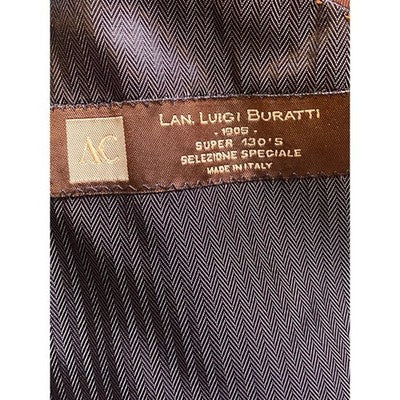 AC
LAN. LUIGI BURATTI
- 1905 -
SUPER 130'S
SELEZIONE SPECIALE
MADE IN ITALY